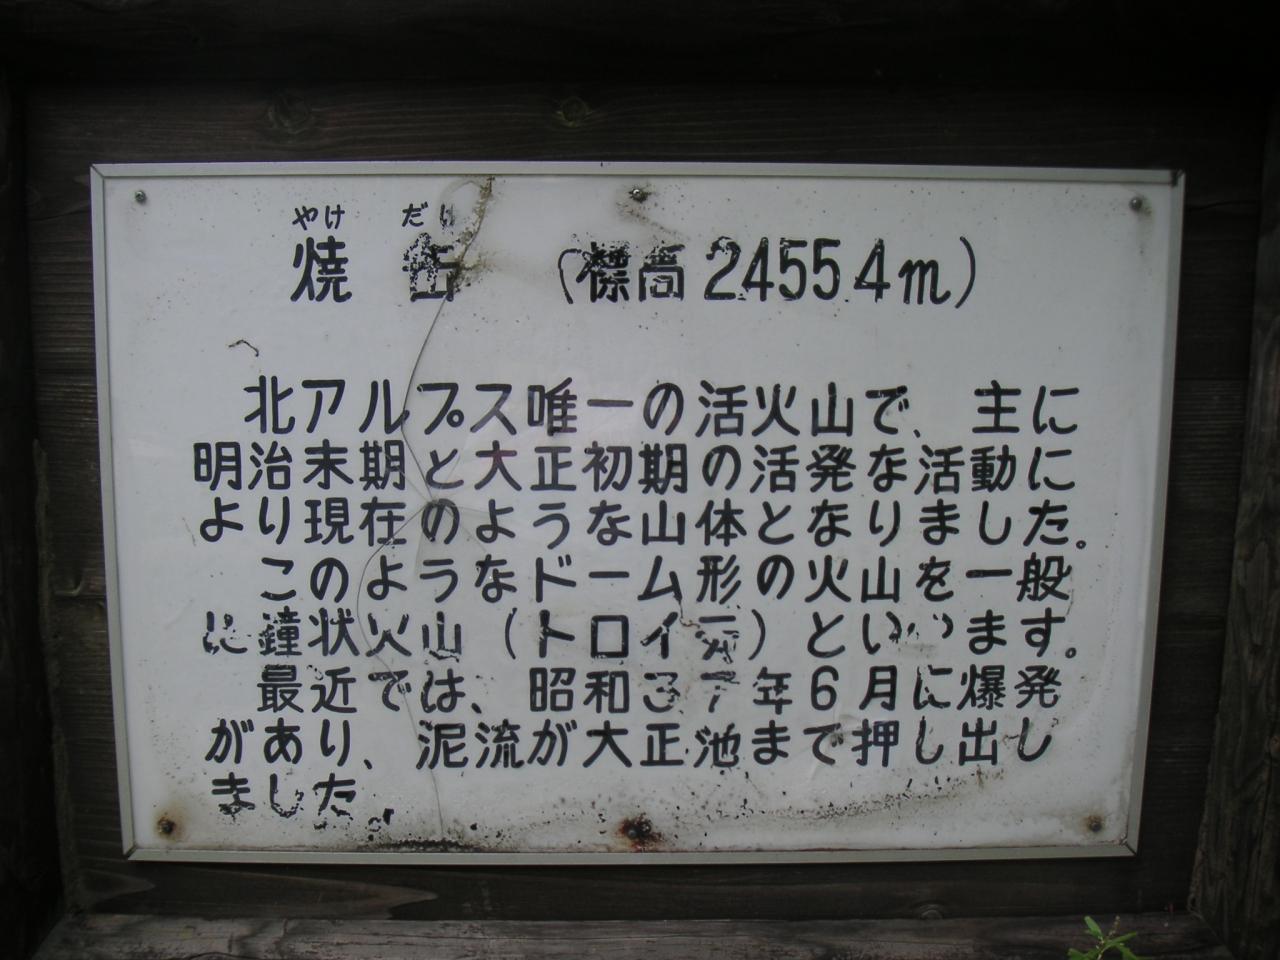 やけ だけ
焼 岳 (標高2455.4m)
北アルプス唯一の活火山で、主に
明治末期と大正初期の活発な活動に
より現在のような山体となりました。
このようなドーム形の火山を一般
に鐘状火山(トロイデ)といいます。
最近では、昭和37年6月に爆発
があり、泥流が大正池まで押し出し
ました。